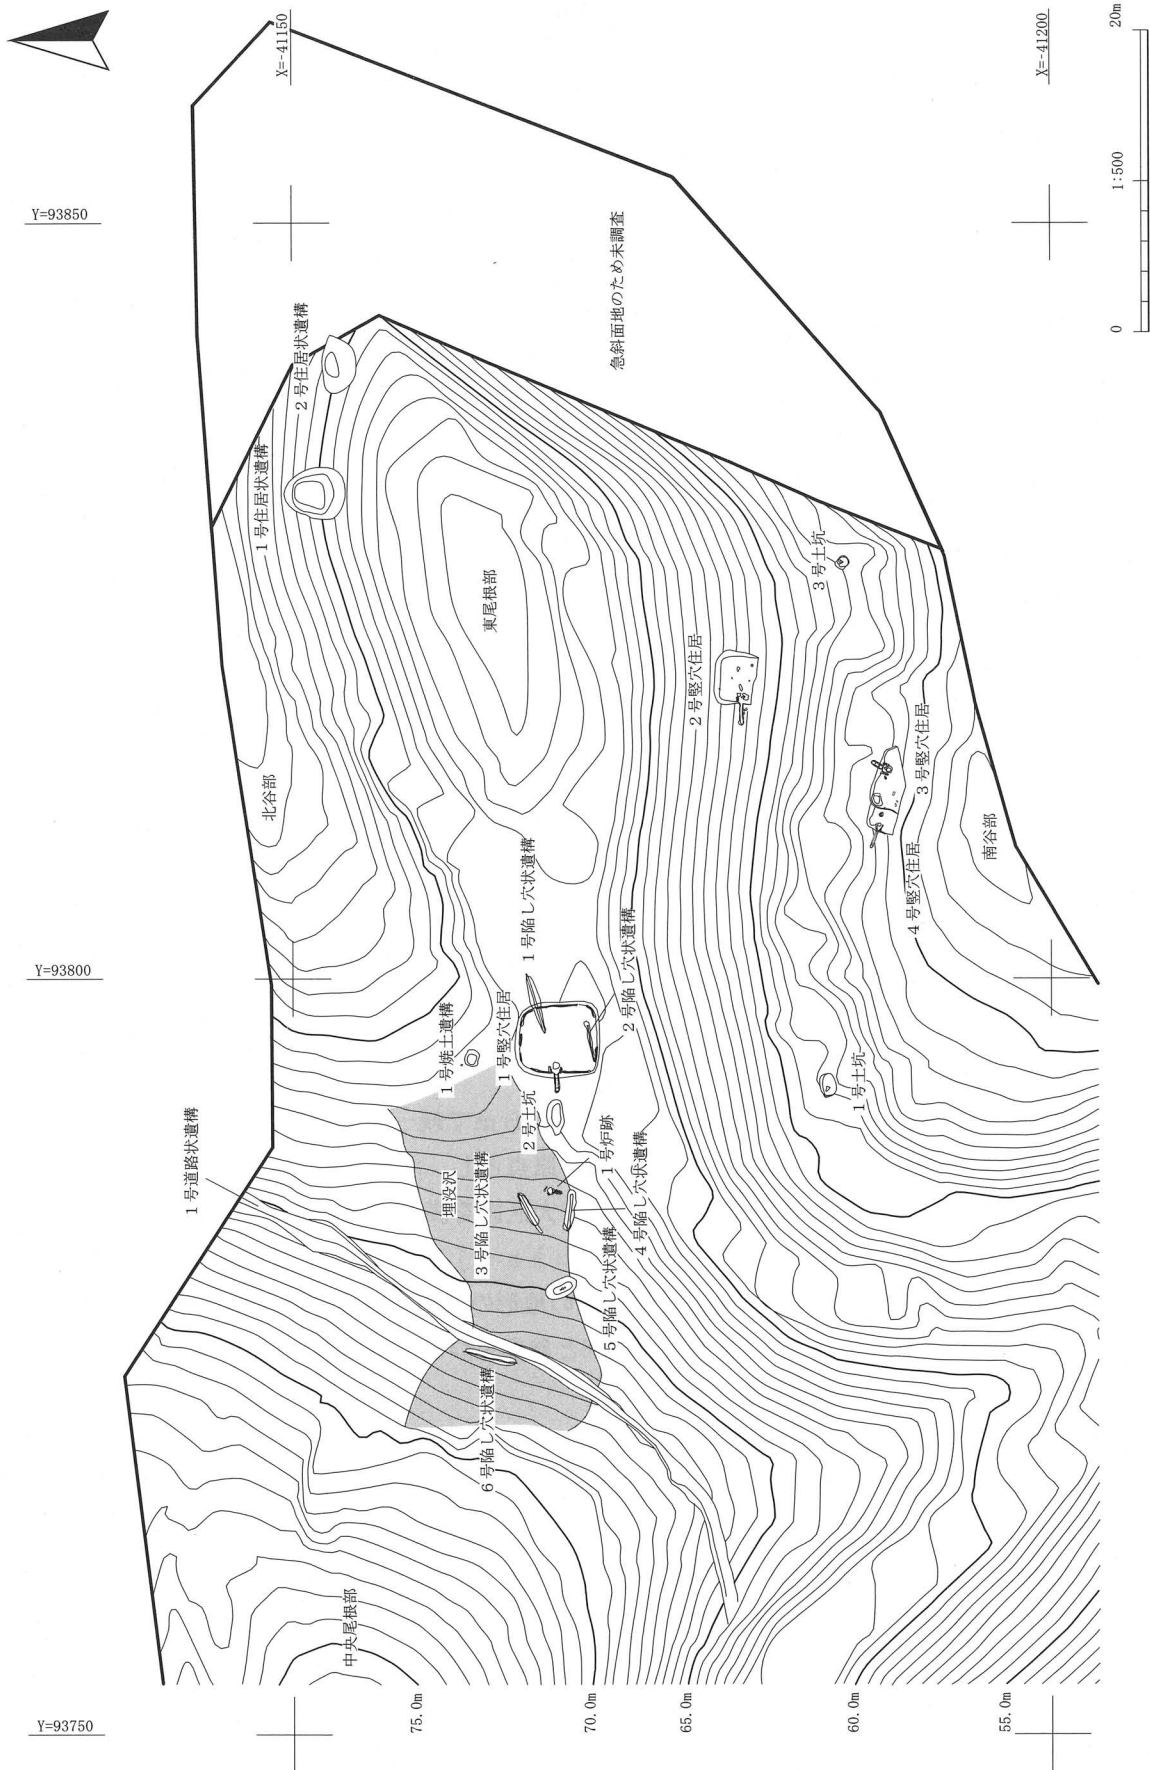 X=-41150
X=-41200
20m
1:500
0
Y=93850
Y=93800
Y=93750
急斜面地のため未調査
2号住居状遺構
1号住居状遺構
東尾根部
北谷部
3号土坑
2号竪穴住居
3号竪穴住居
4号竪穴住居
南谷部
1号陥し穴状遺構
2号陥し穴状遺構
1号竪穴住居
1号焼土遺構
2号土坑
1号土坑
1号炉跡
埋没沢
3号陥し穴状遺構
4号陥し穴状遺構
5号陥し穴状遺構
6号陥し穴状遺構
1号道路状遺構
中央尾根部
75.0m
70.0m
65.0m
60.0m
55.0m